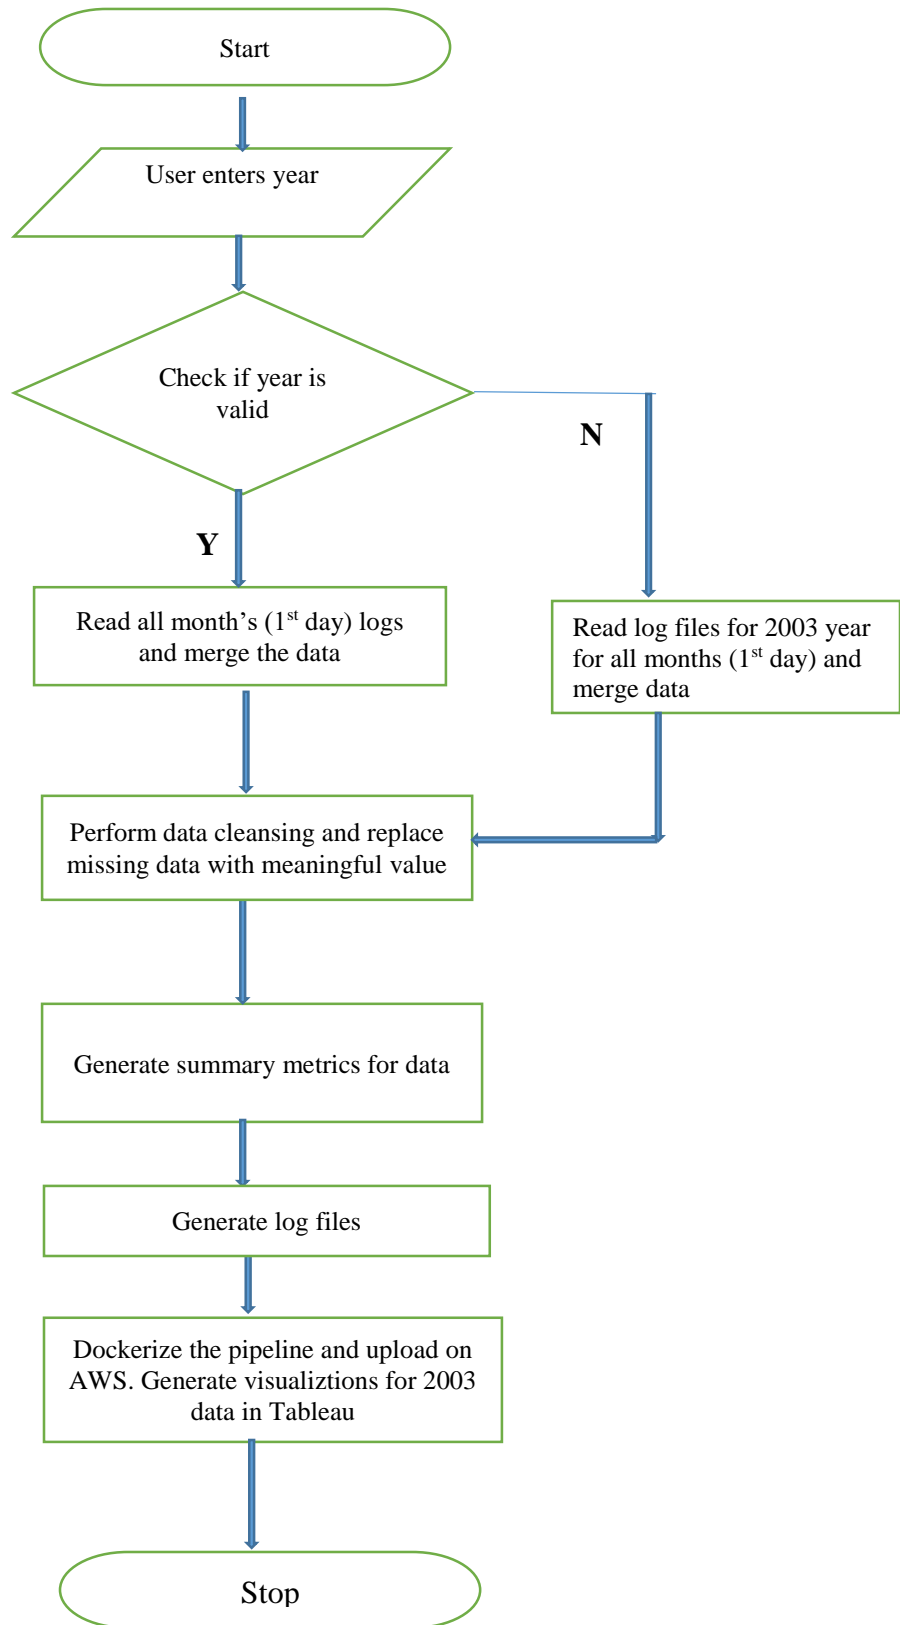 Start
User enters year
Check if year is
valid
N
Y
Read all month’s (1st day) logs
and merge the data
Read log files for 2003 year
for all months (1st day) and
merge data
Perform data cleansing and replace
missing data with meaningful value
Generate summary metrics for data
Generate log files
Dockerize the pipeline and upload on
AWS. Generate visualiztions for 2003
data in Tableau
Stop